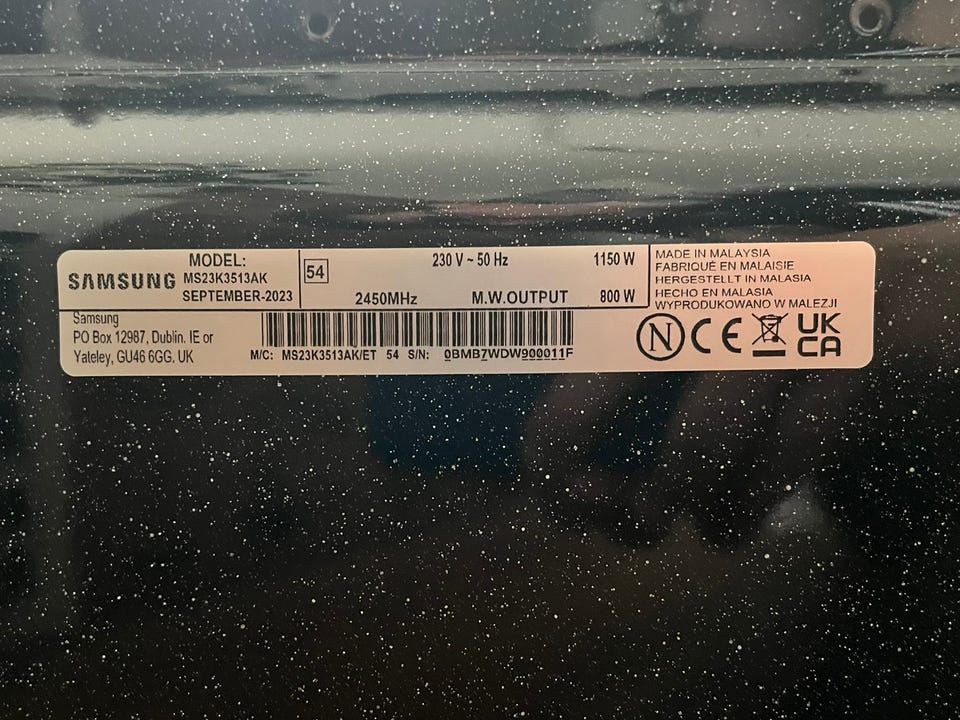 SAMSUNG
MODEL:
MS23K3513AK
SEPTEMBER-2023
54
230 V ~ 50 Hz 1150 W
2450MHz M.W.OUTPUT 800 W
MADE IN MALAYSIA
FABRIQUÉ EN MALAISIE
HERGESTELLT IN MALASIA
HECHO EN MALASIA
WYPRODUKOWANO W MALEZJI
Samsung
PO Box 12987, Dublin. IE or
Yateley, GU46 6GG, UK
M/C: MS23K3513AK/ET 54 S/N: 0BMB7WDW900011F
N CE UK
CA